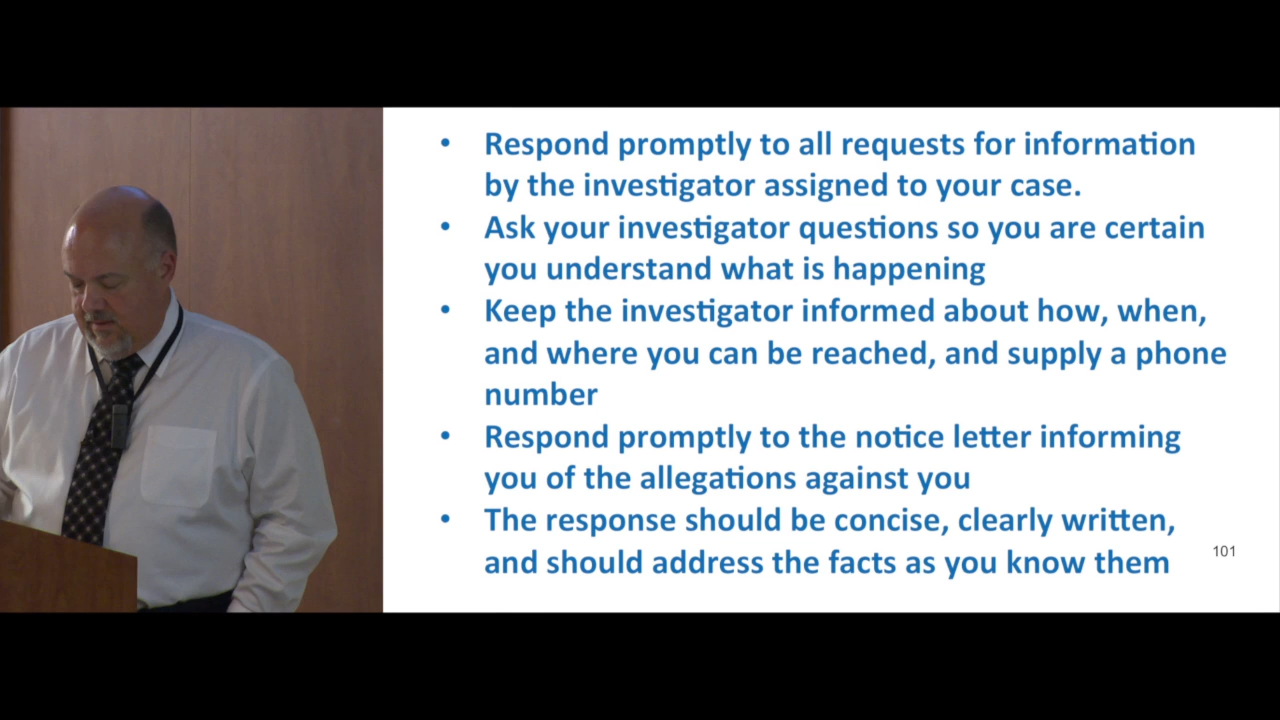 • Respond promptly to all requests for information
by the investigator assigned to your case.
• Ask your investigator questions so you are certain
you understand what is happening
• Keep the investigator informed about how, when,
and where you can be reached, and supply a phone
number
• Respond promptly to the notice letter informing
you of the allegations against you
• The response should be concise, clearly written,
and should address the facts as you know them
101